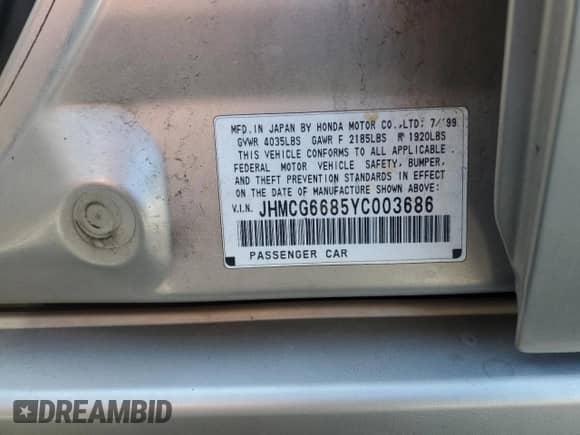 MFD. IN JAPAN BY HONDA MOTOR CO.,LTD: 7/'99
GVWR 4035LBS GAWR F 2185LBS R 1920LBS
THIS VEHICLE CONFORMS TO ALL APPLICABLE
FEDERAL MOTOR VEHICLE SAFETY, BUMPER,
AND THEFT PREVENTION STANDARDS IN EFFECT
ON THE DATE OF MANUFACTURE SHOWN ABOVE:
V.I.N. JHMCG6685YC003686
PASSENGER CAR
DREAMBID